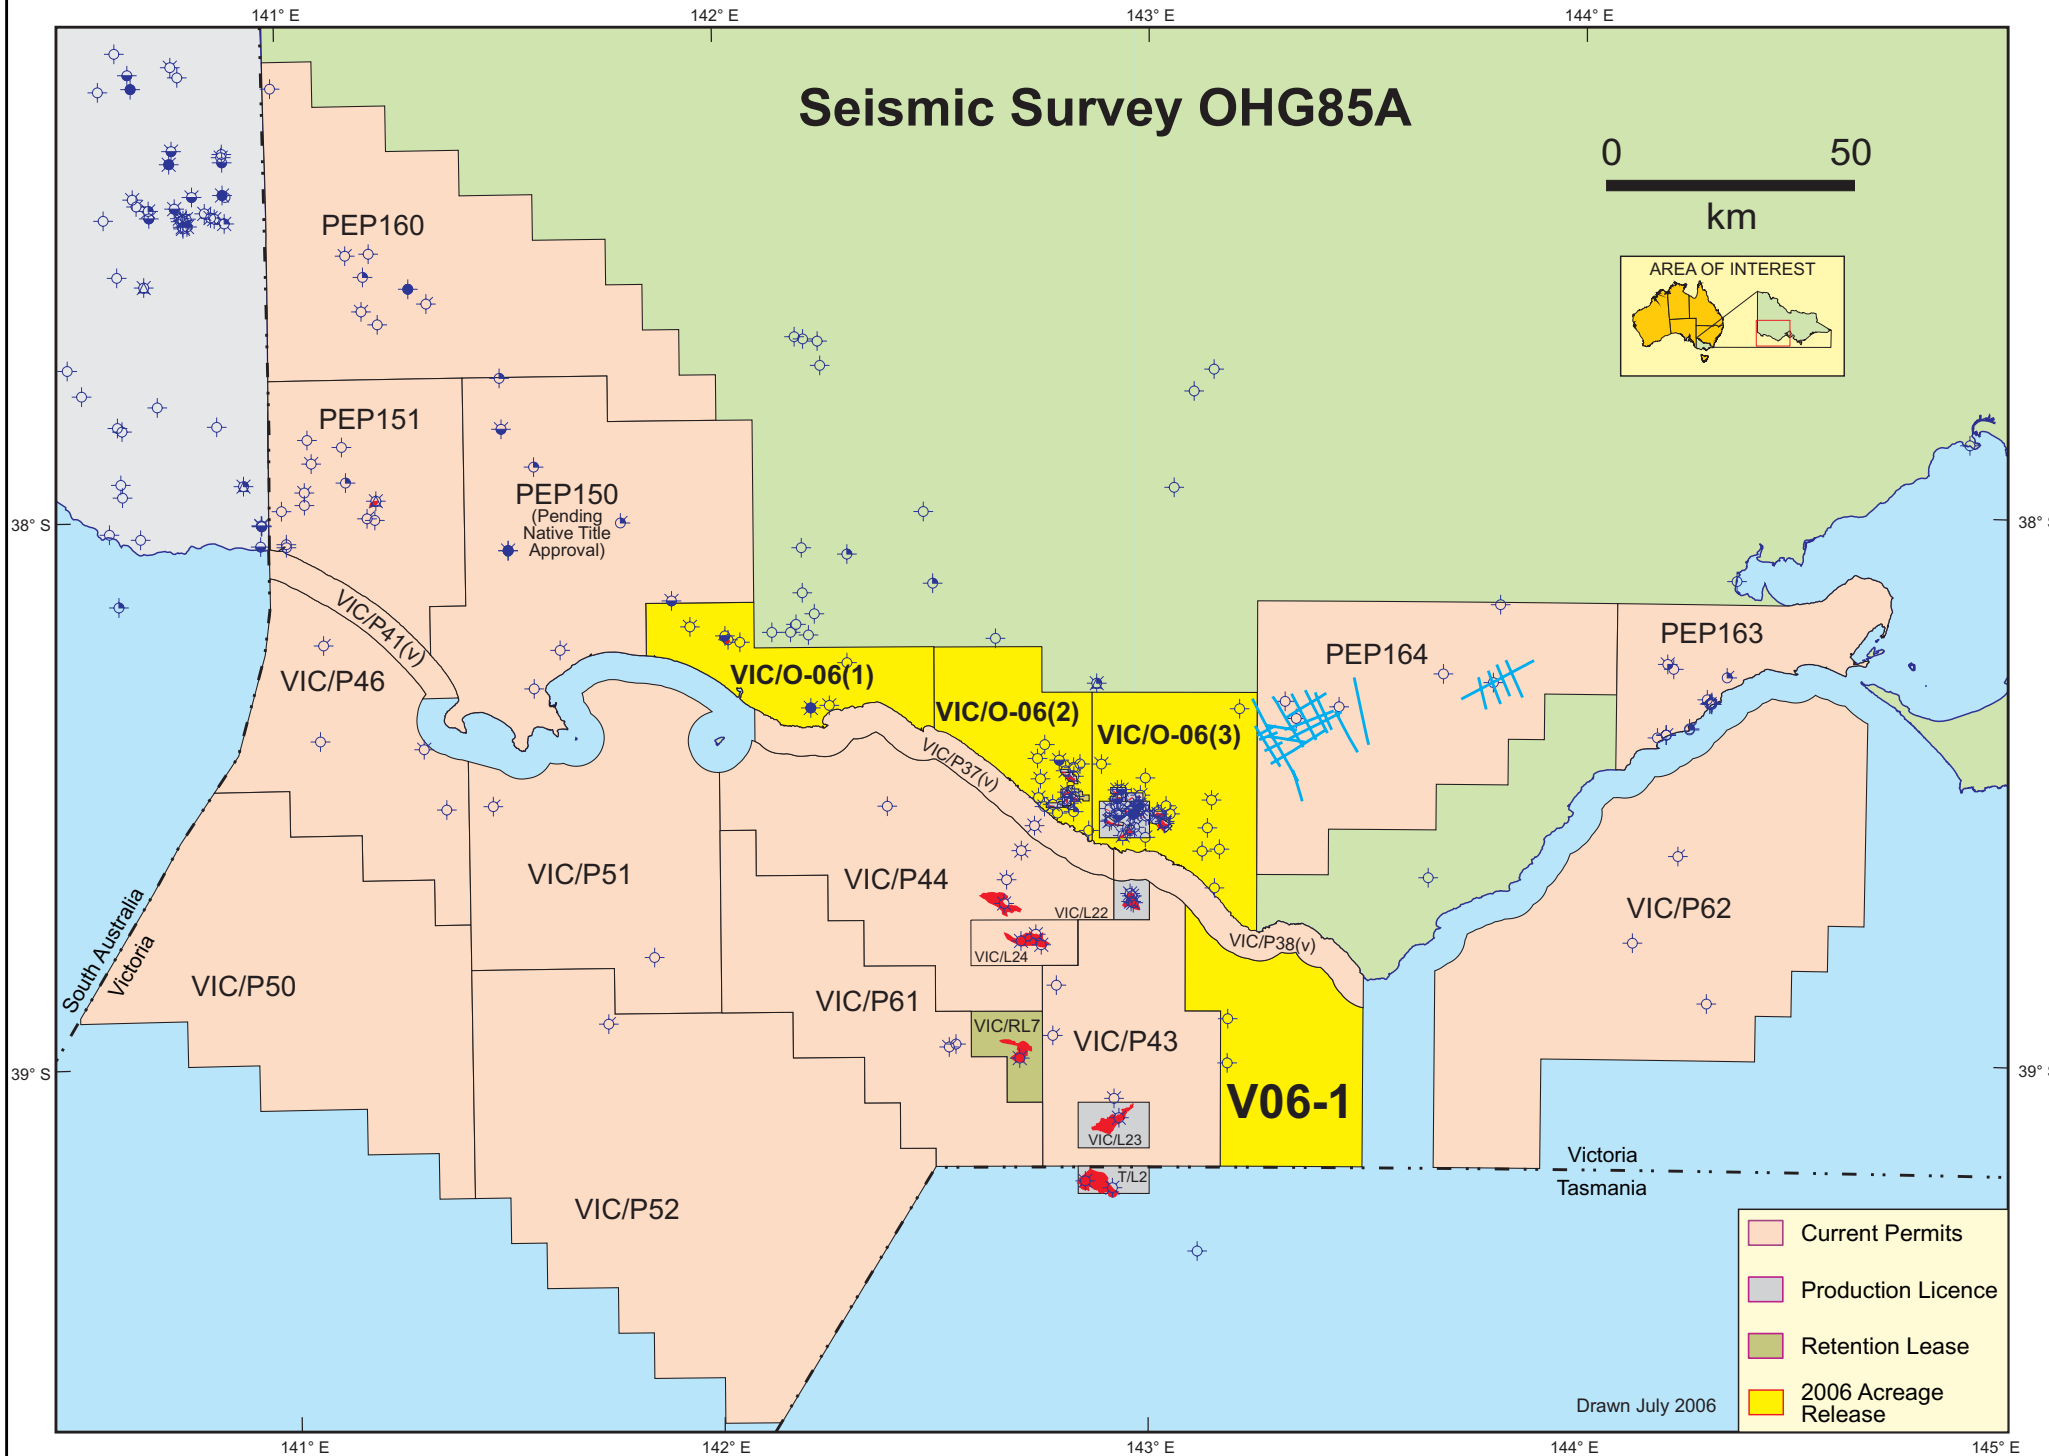 141° E
142° E
143° E
144° E
Seismic Survey OHG85A
0
50
km
AREA OF INTEREST
PEP160
PEP151
PEP150
(Pending
Native Title
Approval)
38° S
38° S
VIC/P41(v)
VIC/P46
VIC/O-06(1)
VIC/O-06(2)
VIC/O-06(3)
PEP164
PEP163
VIC/P37(v)
VIC/P51
VIC/P44
VIC/L22
VIC/P62
VIC/P38(v)
VIC/L24
South Australia
Victoria
VIC/P50
VIC/P61
VIC/RL7
VIC/P43
39° S
39° S
V06-1
VIC/L23
T/L2
Victoria
Tasmania
VIC/P52
Current Permits
Production Licence
Retention Lease
2006 Acreage
Release
Drawn July 2006
141° E
142° E
143° E
144° E
145° E